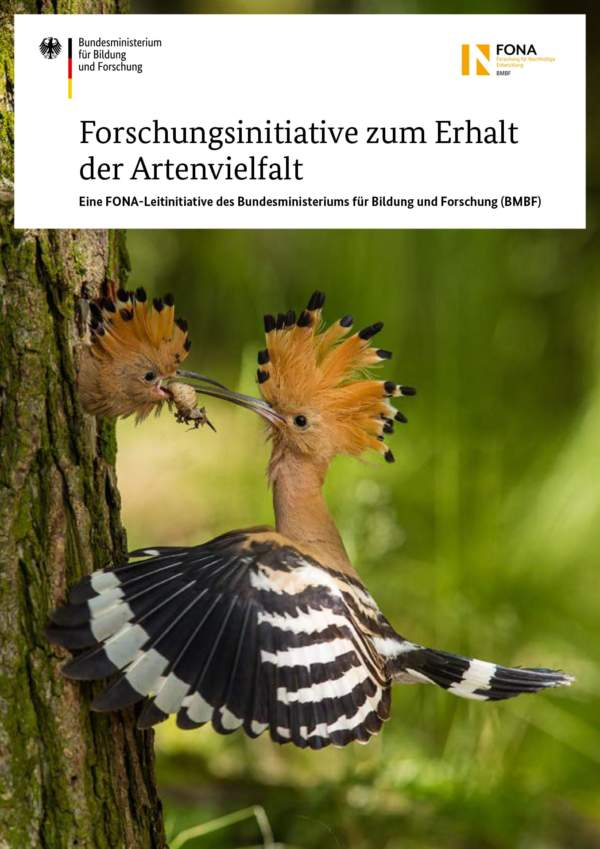 Bundesministerium
für Bildung
und Forschung
FONA
Forschung für Nachhaltige
Entwicklung
BMBF
Forschungsinitiative zum Erhalt
der Artenvielfalt
Eine FONA-Leitinitiative des Bundesministeriums für Bildung und Forschung (BMBF)